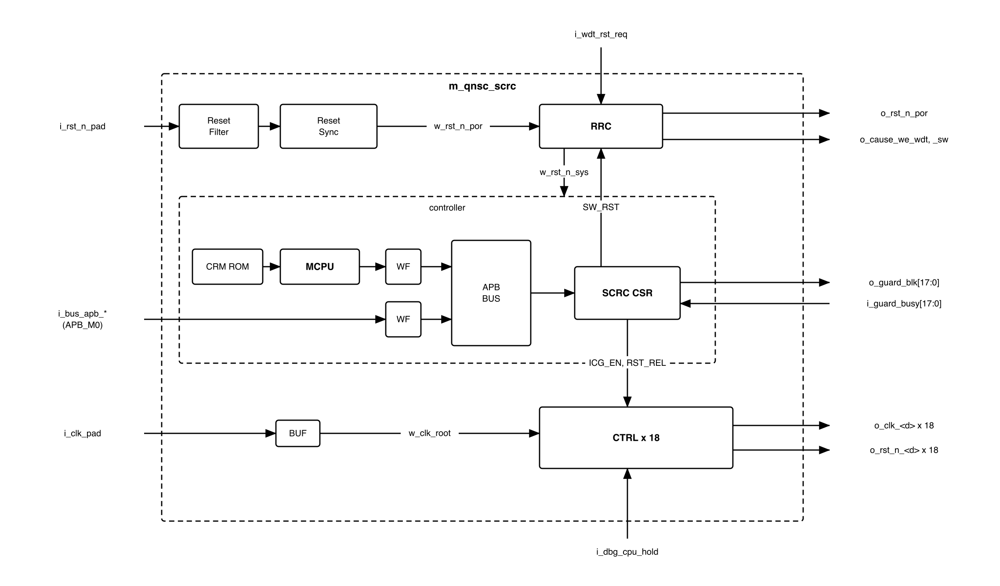 i_wdt_rst_req
m_qnsc_scrc
i_rst_n_pad
Reset
Filter
Reset
Sync
w_rst_n_por
RRC
o_rst_n_por
o_cause_we_wdt, _sw
w_rst_n_sys
controller
SW_RST
CRM ROM
MCPU
WF
APB
BUS
SCRC CSR
o_guard_blk[17:0]
i_guard_busy[17:0]
i_bus_apb_*
(APB_M0)
WF
ICG_EN, RST_REL
i_clk_pad
BUF
w_clk_root
CTRL x 18
o_clk_<d> x 18
o_rst_n_<d> x 18
i_dbg_cpu_hold